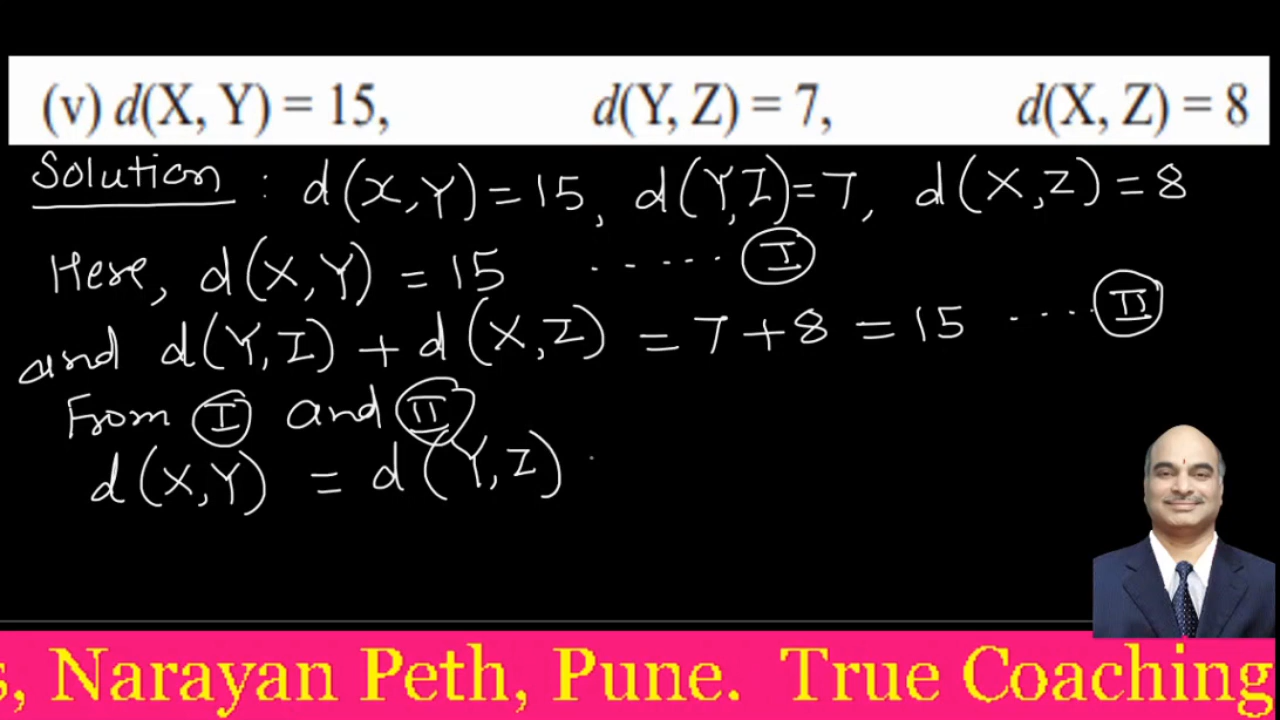 (v) d(X, Y) = 15, d(Y, Z) = 7, d(X, Z) = 8
Solution : d(X,Y)=15, d(Y,Z)=7, d(X,Z)=8
Here, d(X,Y) = 15 ...... I
and d(Y,Z) + d(X,Z) = 7+8 = 15 .... II
From I and II
d(X,Y) = d(Y,Z)
s, Narayan Peth, Pune. True Coaching